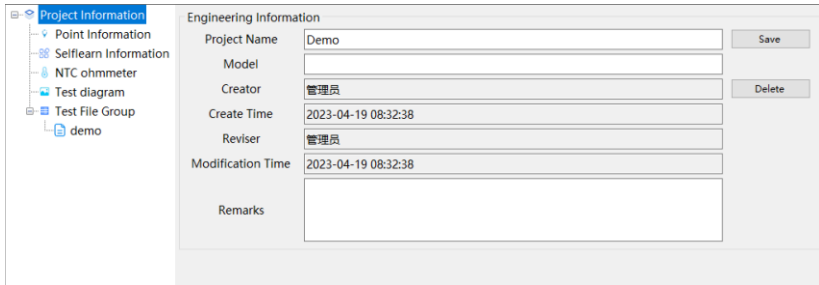 Project Information
Point Information
Selflearn Information
NTC ohmmeter
Test diagram
Test File Group
demo
Engineering Information
Project Name Demo Save
Model
Creator 管理员 Delete
Create Time 2023-04-19 08:32:38
Reviser 管理员
Modification Time 2023-04-19 08:32:38
Remarks